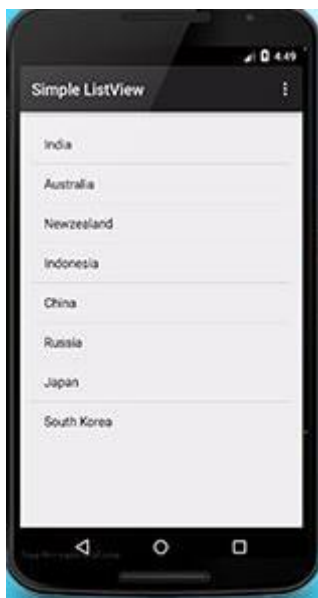 4:49
Simple ListView
India
Australia
Newzealand
Indonesia
China
Russia
Japan
South Korea